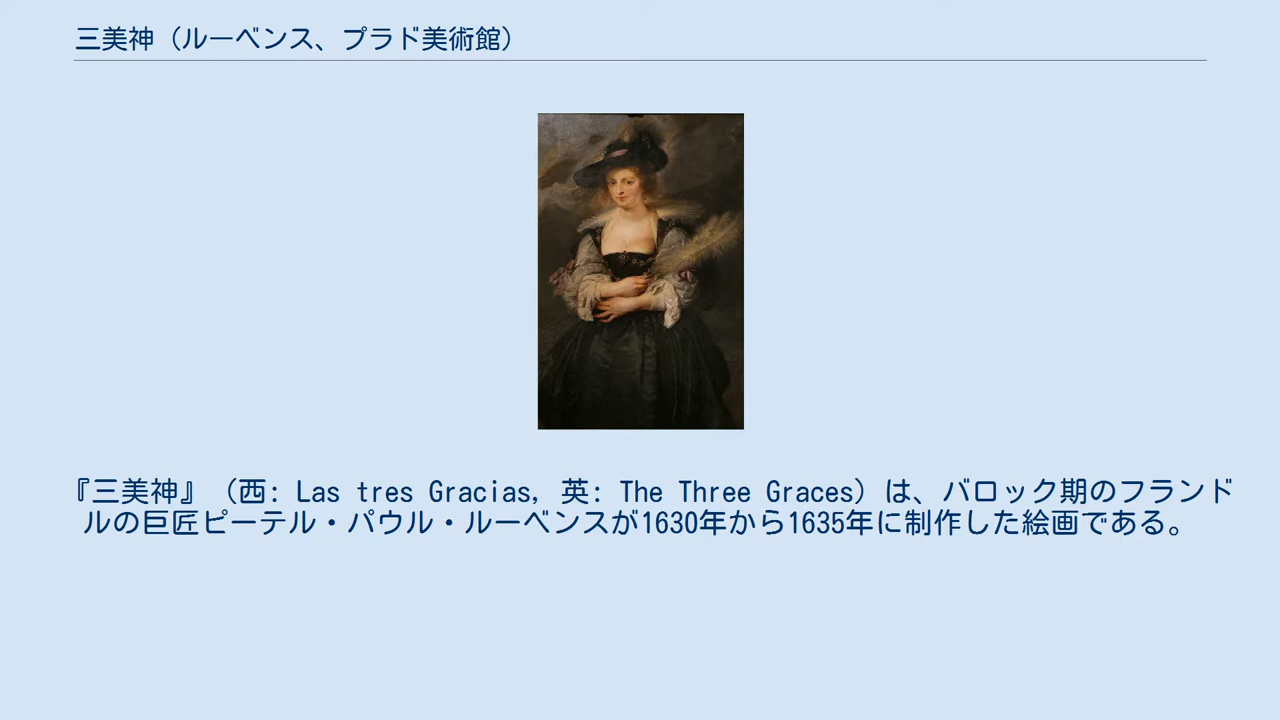 三美神（ルーベンス、プラド美術館）
『三美神』（西: Las tres Gracias, 英: The Three Graces）は、バロック期のフランド
ルの巨匠ピーテル・パウル・ルーベンスが1630年から1635年に制作した絵画である。